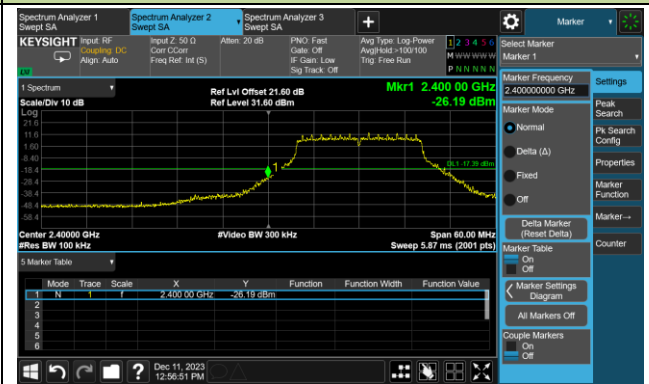 Spectrum Analyzer 1
Swept SA
Spectrum Analyzer 2
Swept SA
Spectrum Analyzer 3
Swept SA
+
Marker
KEYSIGHT
Input: RF
Coupling: DC
Align: Auto
Input Z: 50 Ω
Corr CCorr
Freq Ref: Int (S)
Atten: 20 dB
PNO: Fast
Gate: Off
IF Gain: Low
Sig Track: Off
Avg Type: Log-Power
Avg|Hold:>100/100
Trig: Free Run
1 2 3 4 5 6
M W W W W W
P N N N N N
LXI
Select Marker
Marker 1
1 Spectrum
Scale/Div 10 dB
Log
Ref Lvl Offset 21.60 dB
Ref Level 31.60 dBm
Mkr1 2.400 00 GHz
-26.19 dBm
21.6
11.6
1.60
-8.40
-18.4
-28.4
-38.4
-48.4
-58.4
1
DL1 -17.39 dBm
Center 2.40000 GHz
#Res BW 100 kHz
#Video BW 300 kHz
Span 60.00 MHz
Sweep 5.87 ms (2001 pts)
5 Marker Table
Mode Trace Scale X Y Function Function Width Function Value
1 N 1 f 2.400 00 GHz -26.19 dBm
2
3
4
5
6
Marker Frequency
2.400000000 GHz
Marker Mode
Normal
Delta (Δ)
Fixed
Off
Delta Marker
(Reset Delta)
Marker Table
On
Off
Marker Settings
Diagram
All Markers Off
Couple Markers
On
Off
Settings
Peak
Search
Pk Search
Config
Properties
Marker
Function
Marker→
Counter
?
Dec 11, 2023
12:56:51 PM